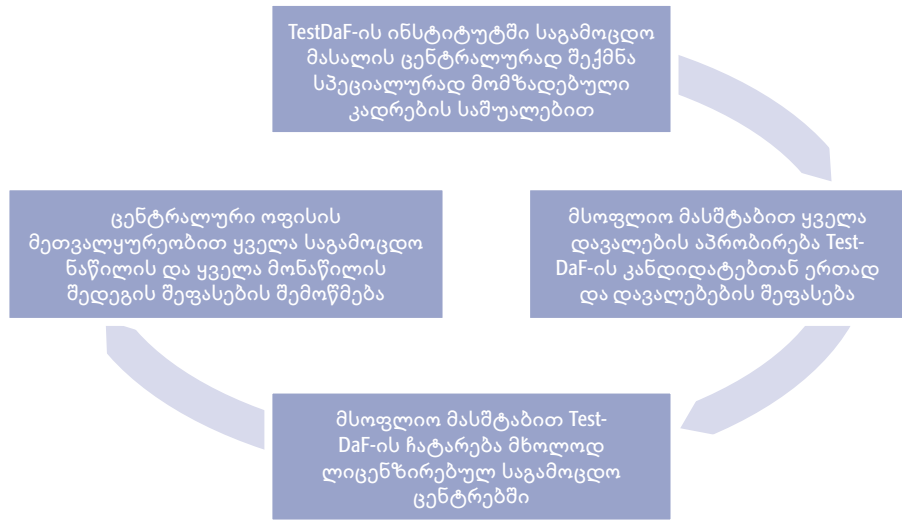 TestDaF-ის ინსტიტუტში საგამოცდო
მასალის ცენტრალურად შექმნა
სპეციალურად მომზადებული
კადრების საშუალებით
მსოფლიო მასშტაბით ყველა
დავალების აპრობირება Test-
DaF-ის კანდიდატებთან ერთად
და დავალებების შეფასება
მსოფლიო მასშტაბით Test-
DaF-ის ჩატარება მხოლოდ
ლიცენზირებულ საგამოცდო
ცენტრებში
ცენტრალური ოფისის
მეთვალყურეობით ყველა საგამოცდო
ნაწილის და ყველა მონაწილის
შედეგის შეფასების შემოწმება